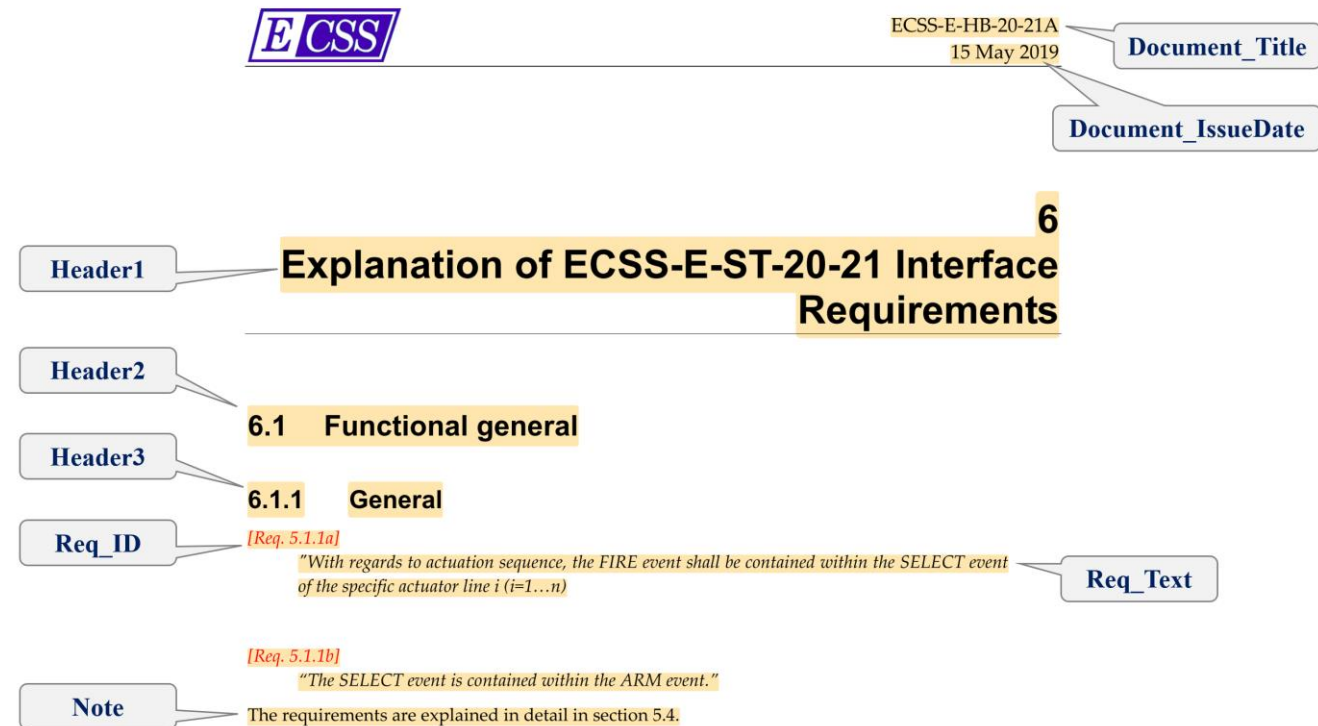 E CSS
ECSS-E-HB-20-21A
15 May 2019
Document_Title
Document_IssueDate
6
Header1
Explanation of ECSS-E-ST-20-21 Interface
Requirements
Header2
6.1 Functional general
Header3
6.1.1 General
Req_ID
[Req. 5.1.1a]
"With regards to actuation sequence, the FIRE event shall be contained within the SELECT event
of the specific actuator line i (i=1…n)
Req_Text
[Req. 5.1.1b]
“The SELECT event is contained within the ARM event.”
Note
The requirements are explained in detail in section 5.4.